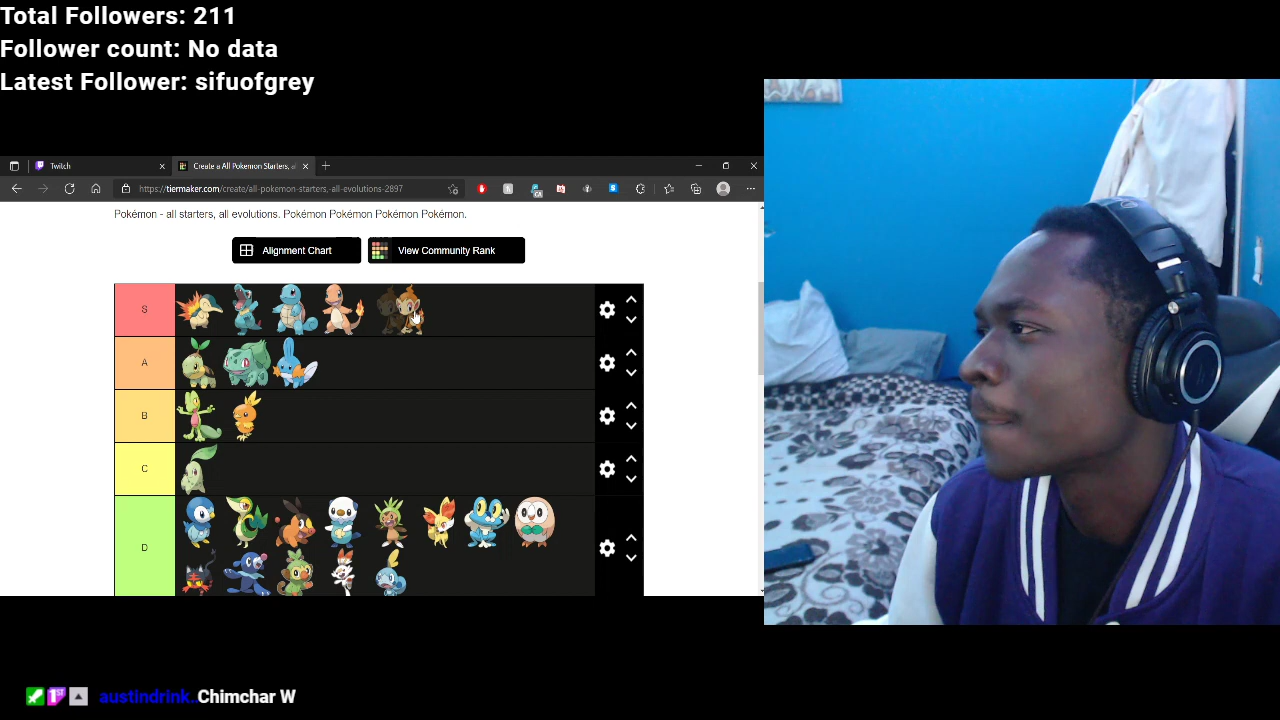 Total Followers: 211
Follower count: No data
Latest Follower: sifuofgrey
Twitch
Create a All Pokemon Starters, al
https://tiermaker.com/create/all-pokemon-starters,-all-evolutions-2897
Pokémon - all starters, all evolutions. Pokémon Pokémon Pokémon Pokémon.
Alignment Chart
View Community Rank
S
A
B
C
D
1ST austindrink..Chimchar W